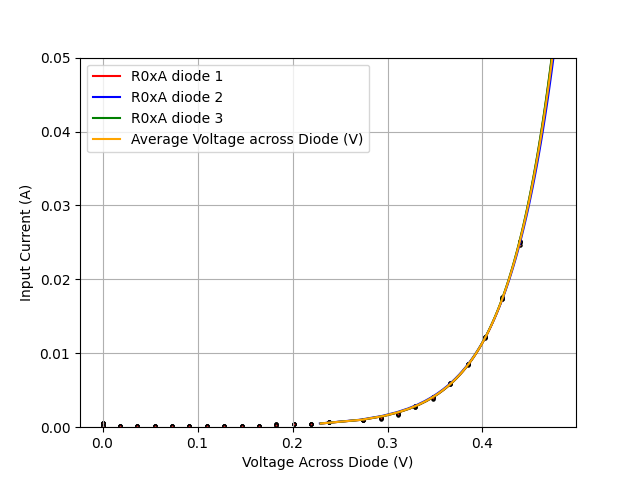 0.05
0.04
0.03
0.02
0.01
0.00
Input Current (A)
R0xA diode 1
R0xA diode 2
R0xA diode 3
Average Voltage across Diode (V)
0.0 0.1 0.2 0.3 0.4
Voltage Across Diode (V)